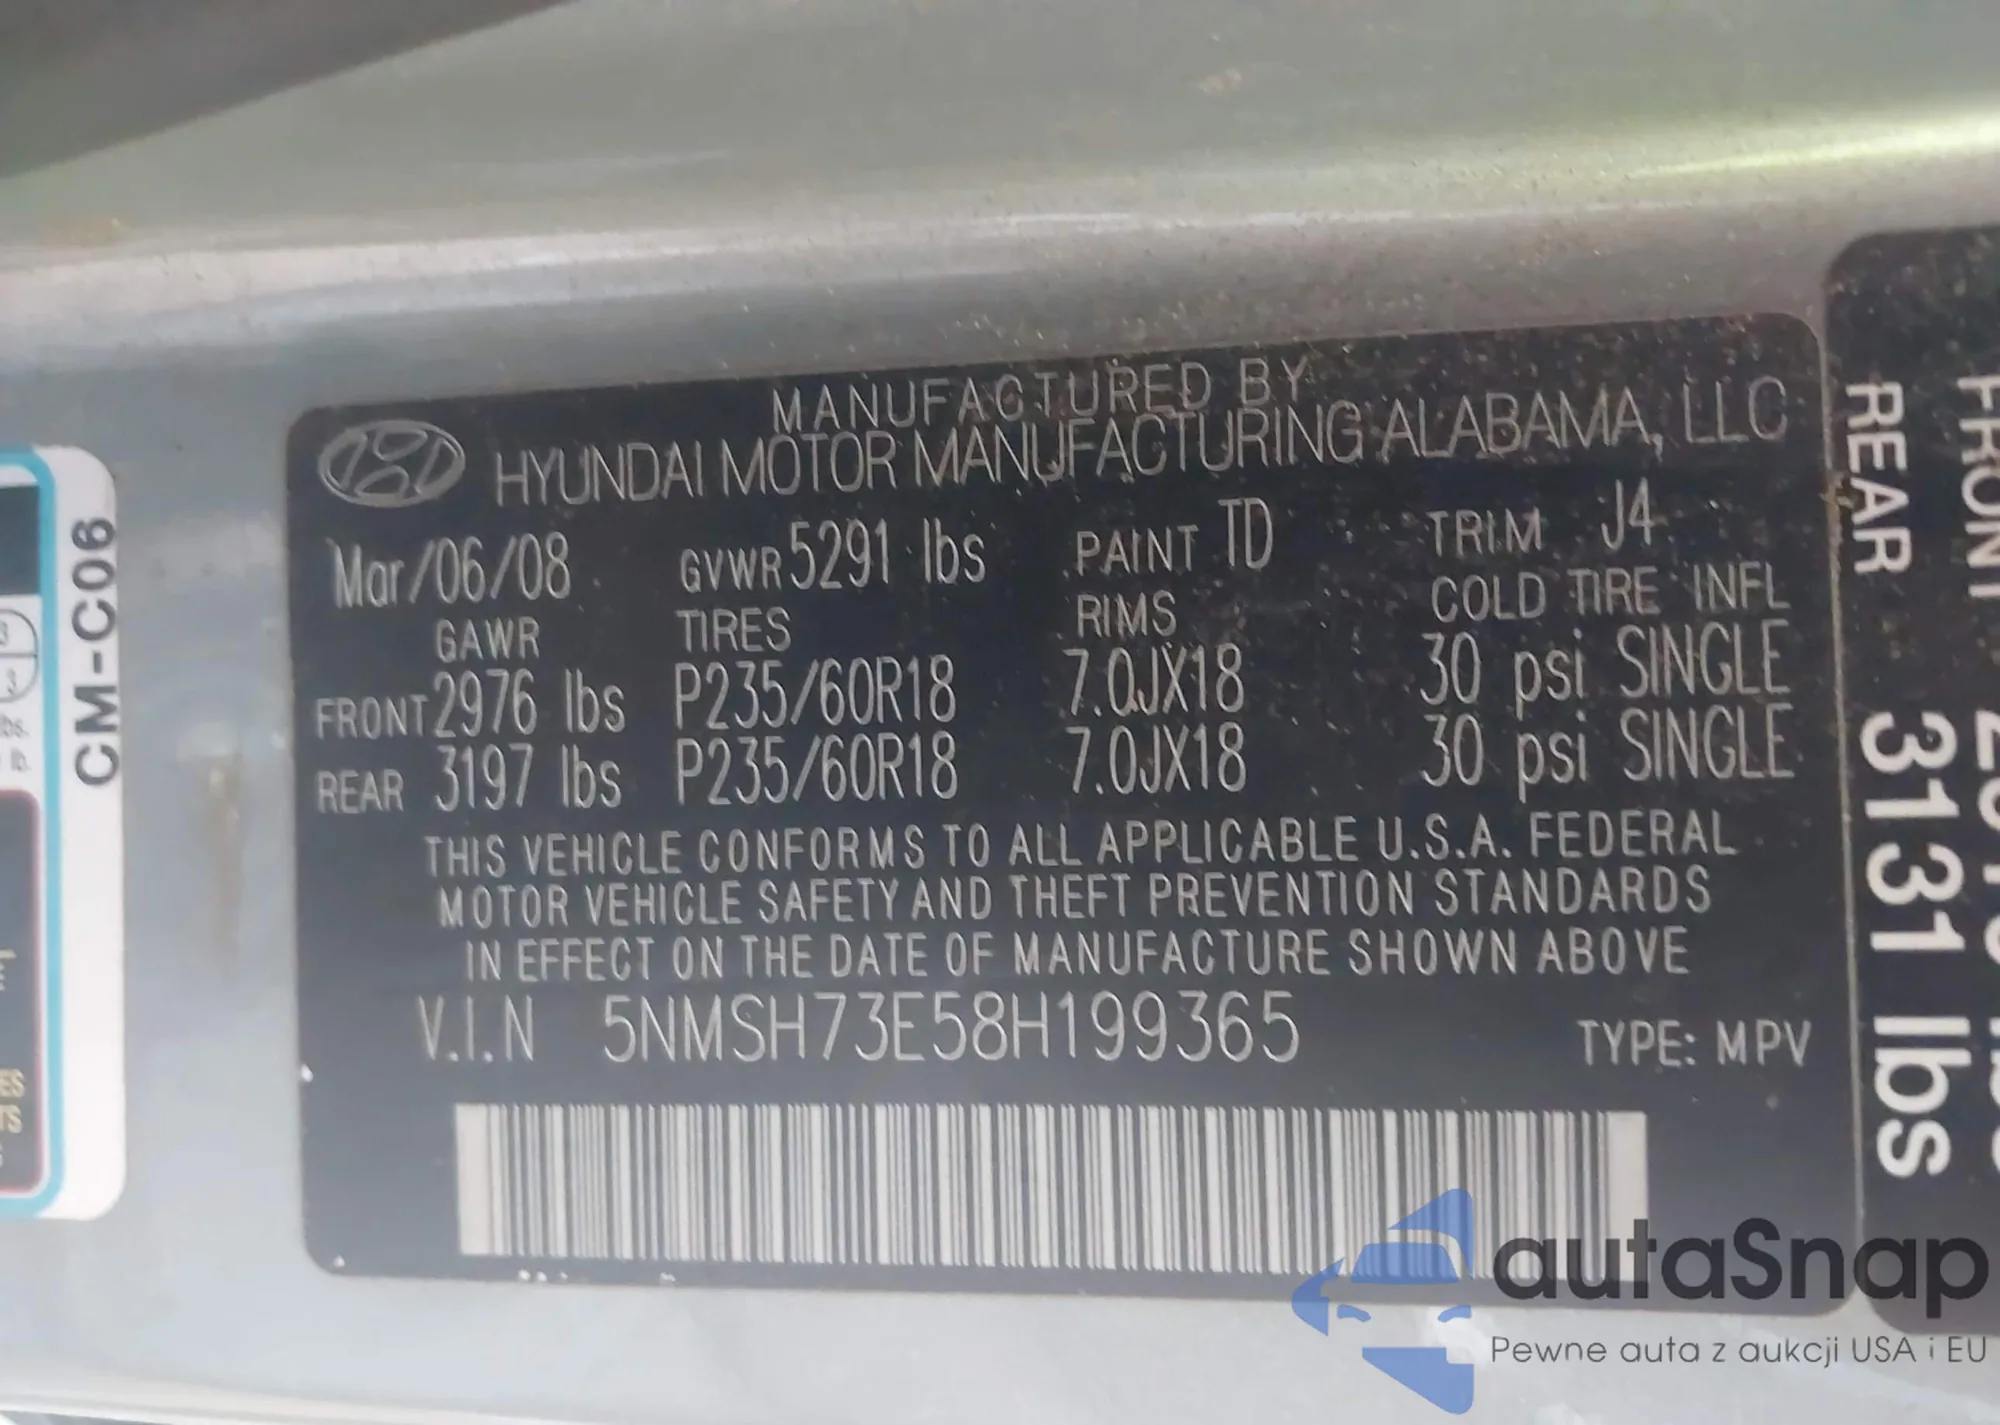 MANUFACTURED BY
HYUNDAI MOTOR MANUFACTURING ALABAMA, LLC
Mar/06/08 GVWR 5291 lbs PAINT TD TRIM J4
GAWR TIRES RIMS COLD TIRE INFL
FRONT 2976 lbs P235/60R18 7.0JX18 30 psi SINGLE
REAR 3197 lbs P235/60R18 7.0JX18 30 psi SINGLE
THIS VEHICLE CONFORMS TO ALL APPLICABLE U.S.A. FEDERAL
MOTOR VEHICLE SAFETY AND THEFT PREVENTION STANDARDS
IN EFFECT ON THE DATE OF MANUFACTURE SHOWN ABOVE
V.I.N 5NMSH73E58H199365 TYPE: MPV
CM-C06
FRONT
REAR 3131 lbs
autaSnap
Pewne auta z aukcji USA i EU